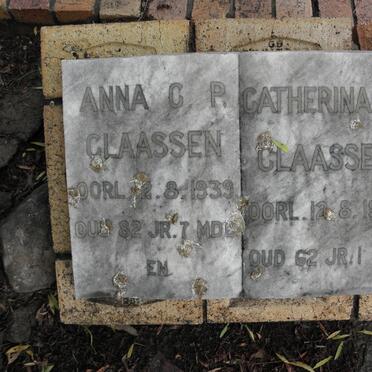 ANNA C P
CLAASSEN
OORL. 12.8.1939
OUD 82 JR. 7 MDE
EN
CATHERINA
CLAASSE
OORL. 12.8.1
OUD 62 JR. 1